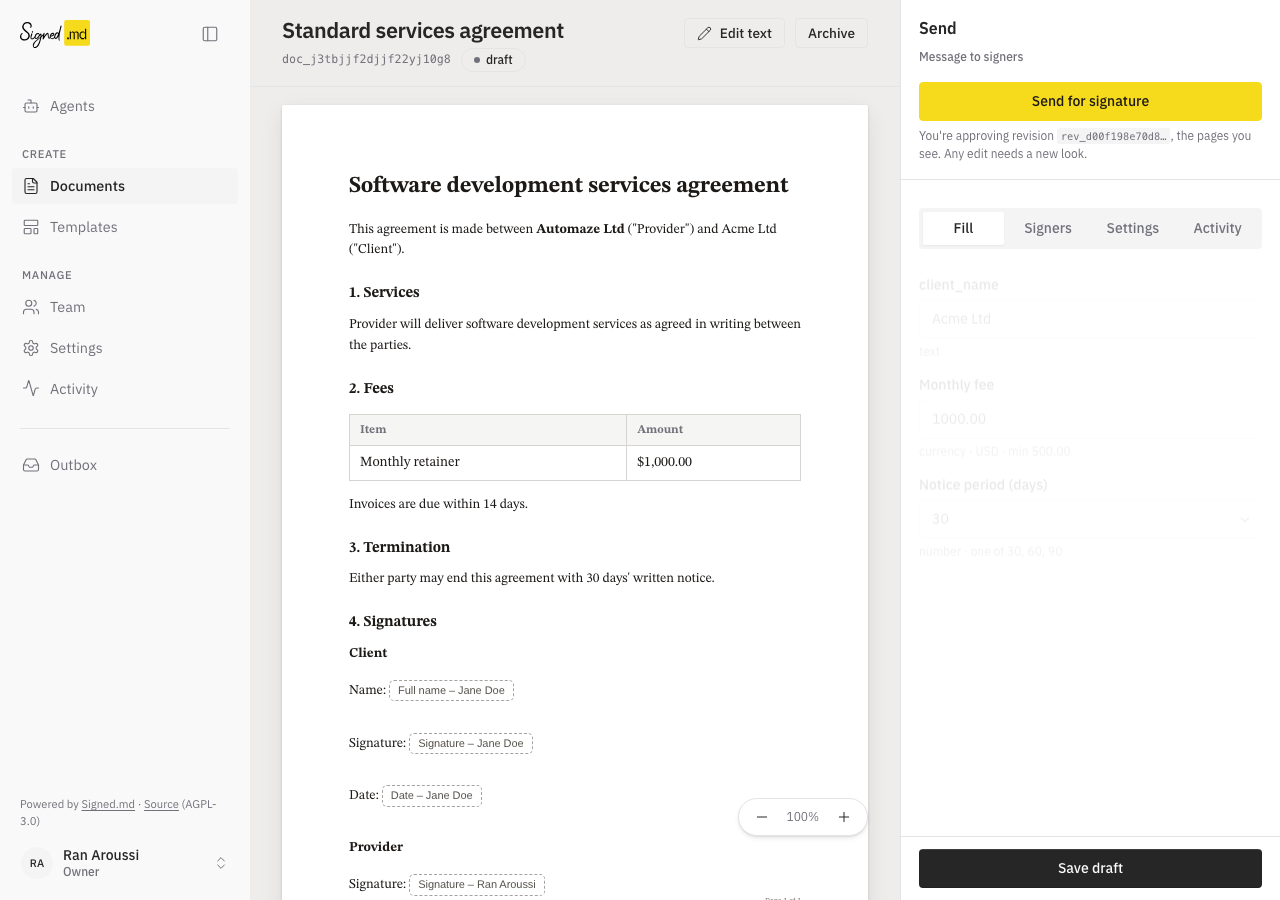 Signed .md
Agents
CREATE
Documents
Templates
MANAGE
Team
Settings
Activity
Outbox
Powered by Signed.md · Source (AGPL-
3.0)
RA
Ran Aroussi
Owner
Standard services agreement
doc_j3tbjjf2djjf22yj10g8
draft
Edit text
Archive
Software development services agreement
This agreement is made between Automaze Ltd ("Provider") and Acme Ltd
("Client").
1. Services
Provider will deliver software development services as agreed in writing between
the parties.
2. Fees
Item Amount
Monthly retainer $1,000.00
Invoices are due within 14 days.
3. Termination
Either party may end this agreement with 30 days' written notice.
4. Signatures
Client
Name: Full name – Jane Doe
Signature: Signature – Jane Doe
Date: Date – Jane Doe
Provider
Signature: Signature – Ran Aroussi
100%
Send
Message to signers
Send for signature
You're approving revision rev_d00f198e70d8… , the pages you
see. Any edit needs a new look.
Fill Signers Settings Activity
client_name
Acme Ltd
text
Monthly fee
1000.00
currency · USD · min 500.00
Notice period (days)
30
number · one of 30, 60, 90
Save draft